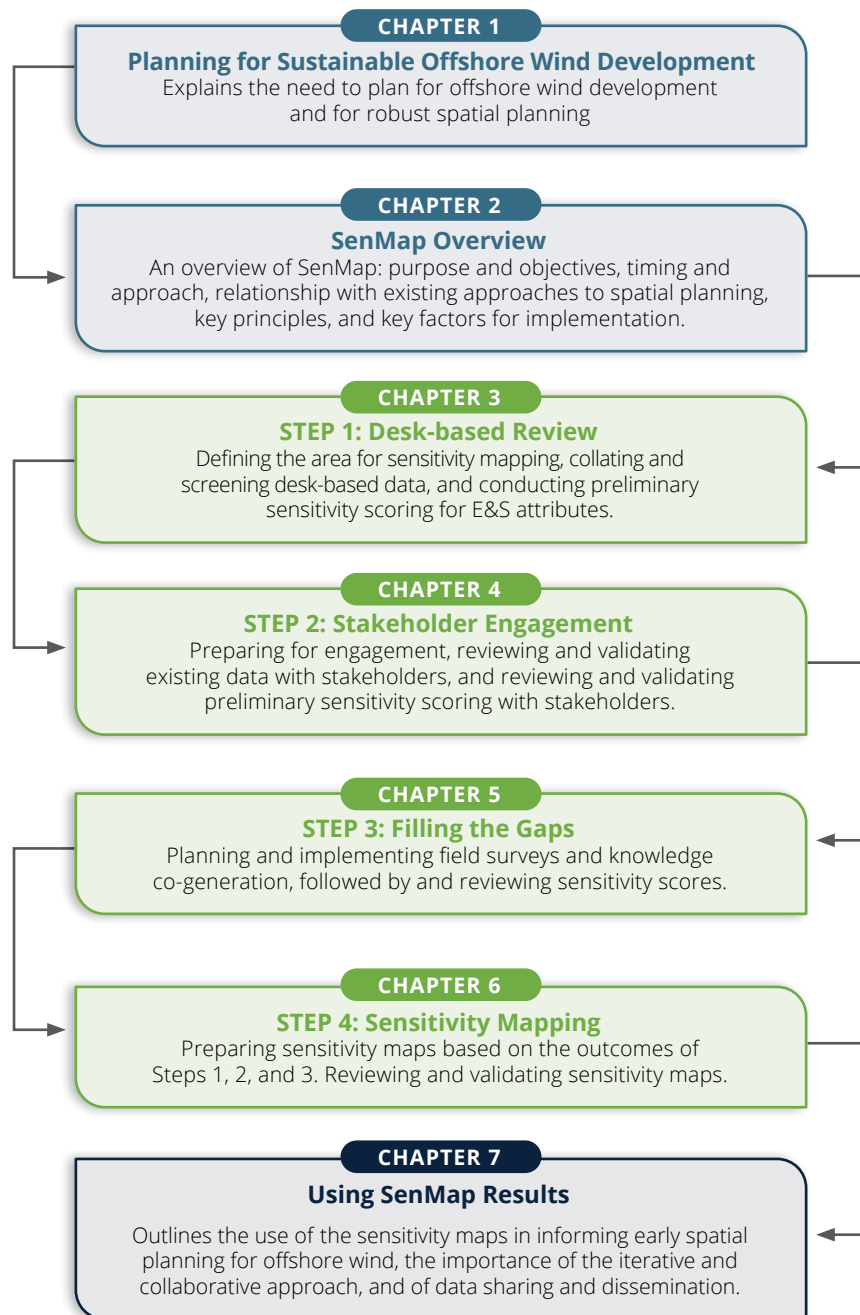 CHAPTER 1
Planning for Sustainable Offshore Wind Development
Explains the need to plan for offshore wind development
and for robust spatial planning
CHAPTER 2
SenMap Overview
An overview of SenMap: purpose and objectives, timing and
approach, relationship with existing approaches to spatial planning,
key principles, and key factors for implementation.
CHAPTER 3
STEP 1: Desk-based Review
Defining the area for sensitivity mapping, collating and
screening desk-based data, and conducting preliminary
sensitivity scoring for E&S attributes.
CHAPTER 4
STEP 2: Stakeholder Engagement
Preparing for engagement, reviewing and validating
existing data with stakeholders, and reviewing and validating
preliminary sensitivity scoring with stakeholders.
CHAPTER 5
STEP 3: Filling the Gaps
Planning and implementing field surveys and knowledge
co-generation, followed by and reviewing sensitivity scores.
CHAPTER 6
STEP 4: Sensitivity Mapping
Preparing sensitivity maps based on the outcomes of
Steps 1, 2, and 3. Reviewing and validating sensitivity maps.
CHAPTER 7
Using SenMap Results
Outlines the use of the sensitivity maps in informing early spatial
planning for offshore wind, the importance of the iterative and
collaborative approach, and of data sharing and dissemination.